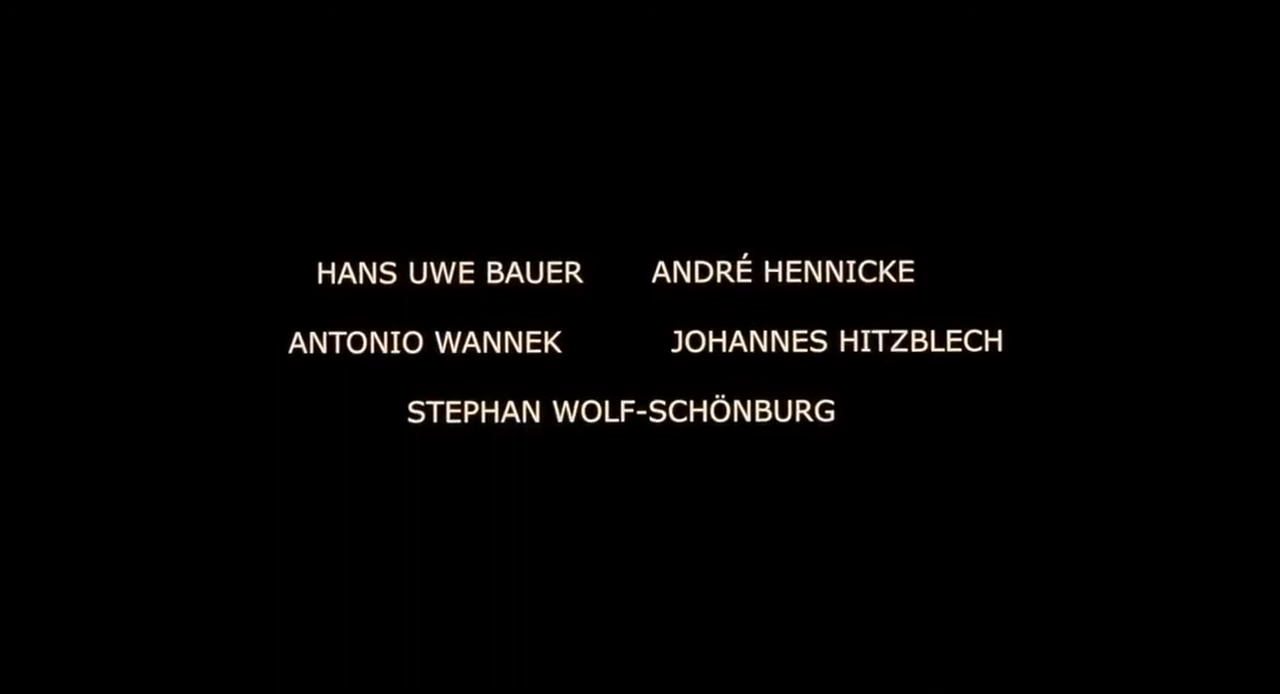 HANS UWE BAUER ANDRÉ HENNICKE
ANTONIO WANNEK JOHANNES HITZBLECH
STEPHAN WOLF-SCHÖNBURG